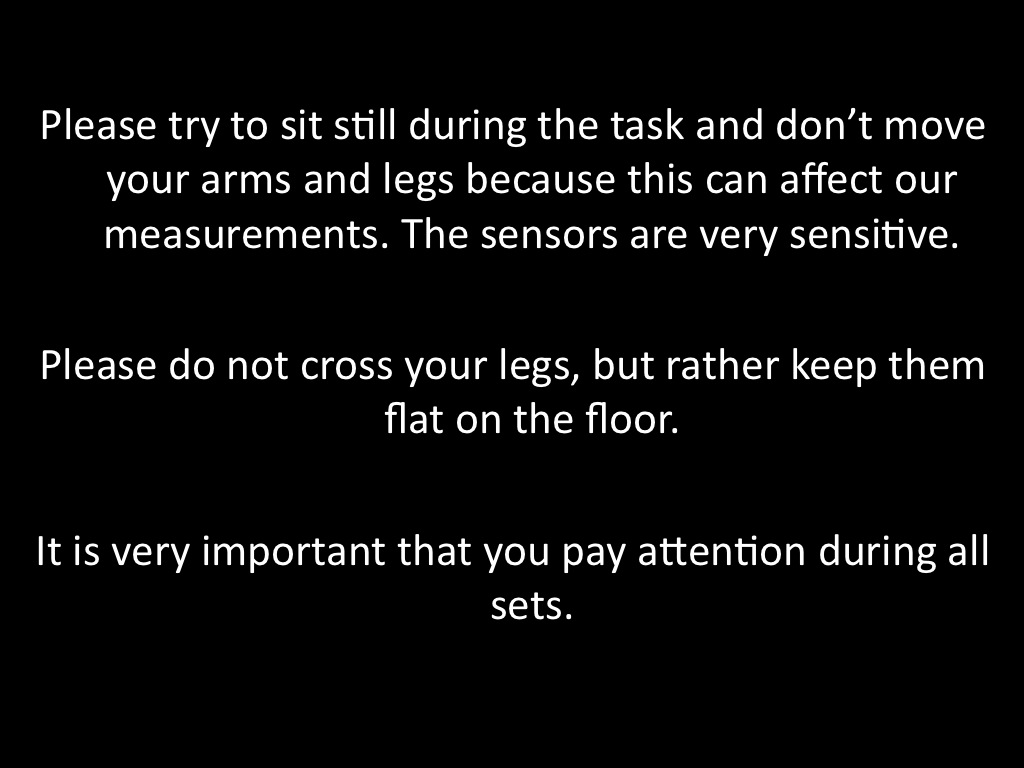 Please try to sit still during the task and don’t move
your arms and legs because this can affect our
measurements. The sensors are very sensitive.
Please do not cross your legs, but rather keep them
flat on the floor.
It is very important that you pay attention during all
sets.